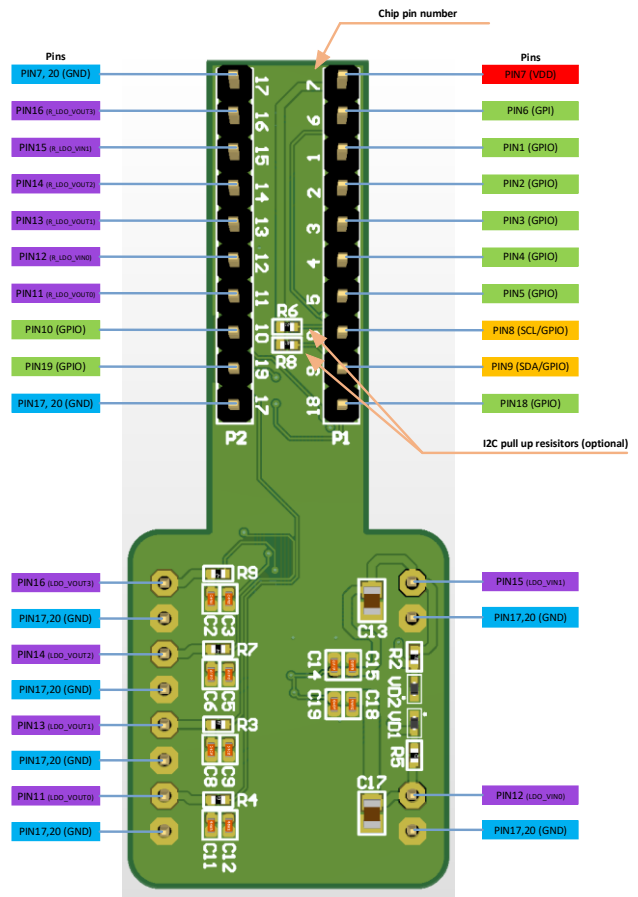 Chip pin number
Pins
Pins
PIN7, 20 (GND)
17
7
PIN7 (VDD)
PIN16 (R_LDO_VOUT3)
16
6
PIN6 (GPI)
PIN15 (R_LDO_VIN1)
15
1
PIN1 (GPIO)
PIN14 (R_LDO_VOUT2)
14
2
PIN2 (GPIO)
PIN13 (R_LDO_VOUT1)
13
3
PIN3 (GPIO)
PIN12 (R_LDO_VIN0)
12
4
PIN4 (GPIO)
PIN11 (R_LDO_VOUT0)
11
5
PIN5 (GPIO)
R6
PIN10 (GPIO)
10
8
PIN8 (SCL/GPIO)
R8
PIN19 (GPIO)
19
9
PIN9 (SDA/GPIO)
PIN17, 20 (GND)
17
18
PIN18 (GPIO)
P2
P1
I2C pull up resisitors (optional)
PIN16 (LDO_VOUT3)
R9
PIN15 (LDO_VIN1)
PIN17,20 (GND)
C2
C3
C13
PIN17,20 (GND)
PIN14 (LDO_VOUT2)
R7
R2
PIN17,20 (GND)
C6
C5
C14
C15
VD2
PIN13 (LDO_VOUT1)
R3
C19
C18
VD1
PIN17,20 (GND)
C8
C9
R5
PIN11 (LDO_VOUT0)
R4
C17
PIN12 (LDO_VIN0)
PIN17,20 (GND)
C11
C12
PIN17,20 (GND)